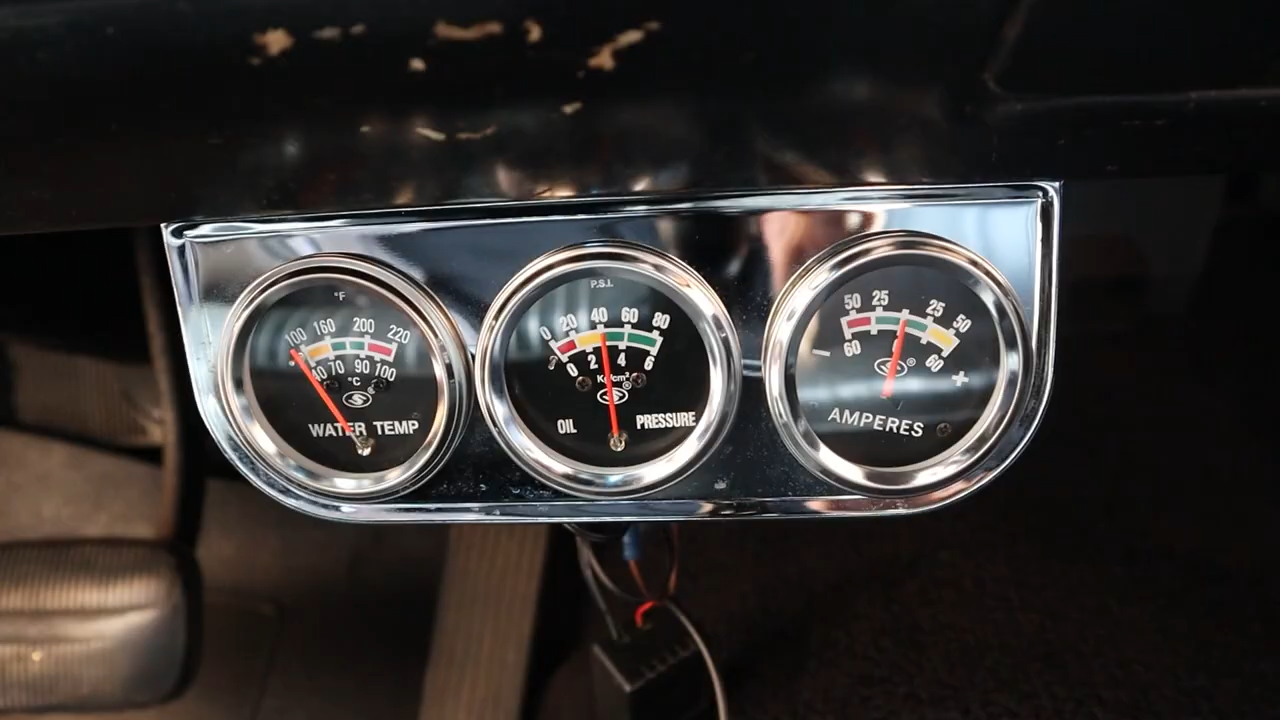 °F
100 160 200 220
40 70 90 100
°C
S
WATER TEMP
P.S.I.
0 20 40 60 80
0 2 4 6
Kg/cm²
S®
OIL PRESSURE
50 25 25 50
60 60
− +
®
AMPERES